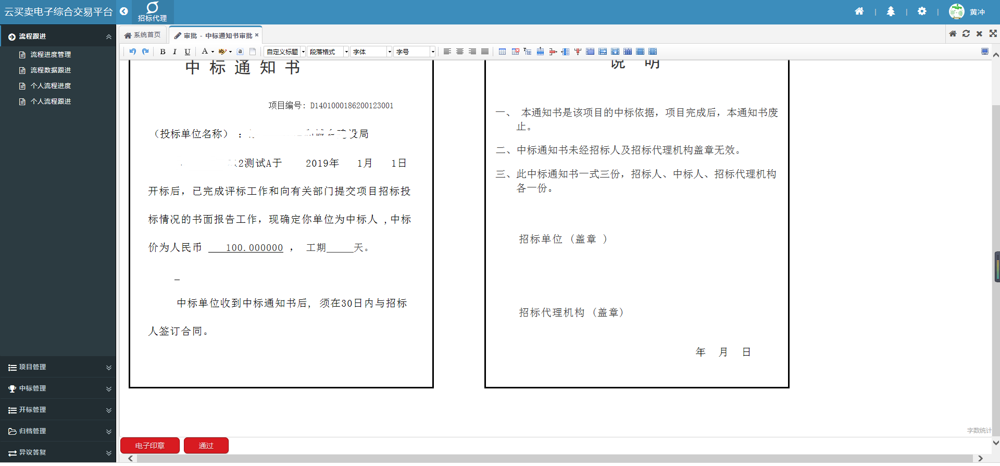 云买卖电子综合交易平台
招标代理
黄冲
流程跟进
流程进度管理
流程数据跟进
个人流程进度
个人流程跟进
项目管理
中标管理
开标管理
归档管理
异议答复
系统首页
审批 - 中标通知书审批
B I U A 自定义标题 段落格式 字体 字号
中 标 通 知 书
项目编号: D1401000186200123001
（投标单位名称） ：
建设局
2测试A于 2019年 1月 1日
开标后，已完成评标工作和向有关部门提交项目招标投
标情况的书面报告工作，现确定你单位为中标人 ,中标
价为人民币 100.000000 ， 工期_____天。
中标单位收到中标通知书后， 须在30日内与招标
人签订合同。
说 明
一、 本通知书是该项目的中标依据，项目完成后，本通知书废
止。
二、中标通知书未经招标人及招标代理机构盖章无效。
三、此中标通知书一式三份，招标人、中标人、招标代理机构
各一份。
招标单位 (盖章 )
招标代理机构 (盖章)
年 月 日
字数统计
电子印章
通过